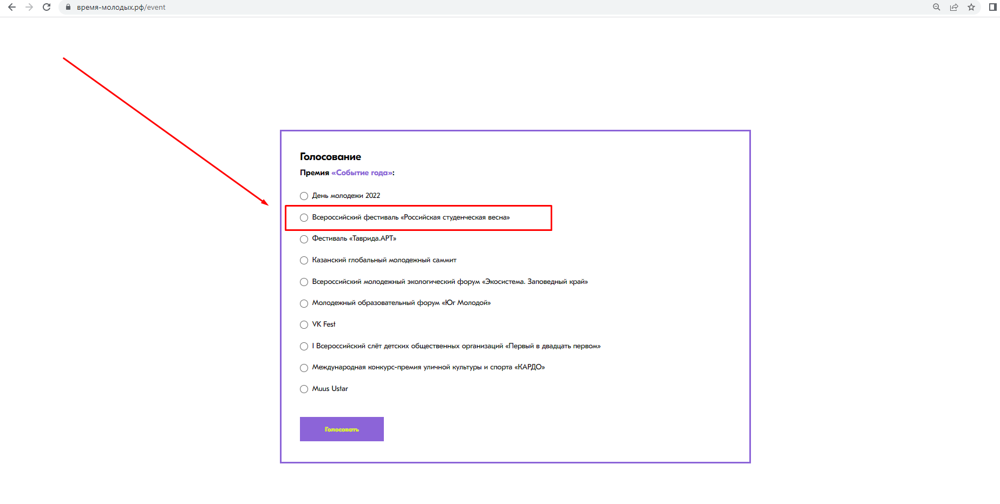 время-молодых.рф/event
Голосование
Премия «Событие года»:
День молодежи 2022
Всероссийский фестиваль «Российская студенческая весна»
Фестиваль «Таврида.АРТ»
Казанский глобальный молодежный саммит
Всероссийский молодежный экологический форум «Экосистема. Заповедный край»
Молодежный образовательный форум «Юг Молодой»
VK Fest
I Всероссийский слёт детских общественных организаций «Первый в двадцать первом»
Международная конкурс-премия уличной культуры и спорта «КАРДО»
Muus Ustar
Голосовать